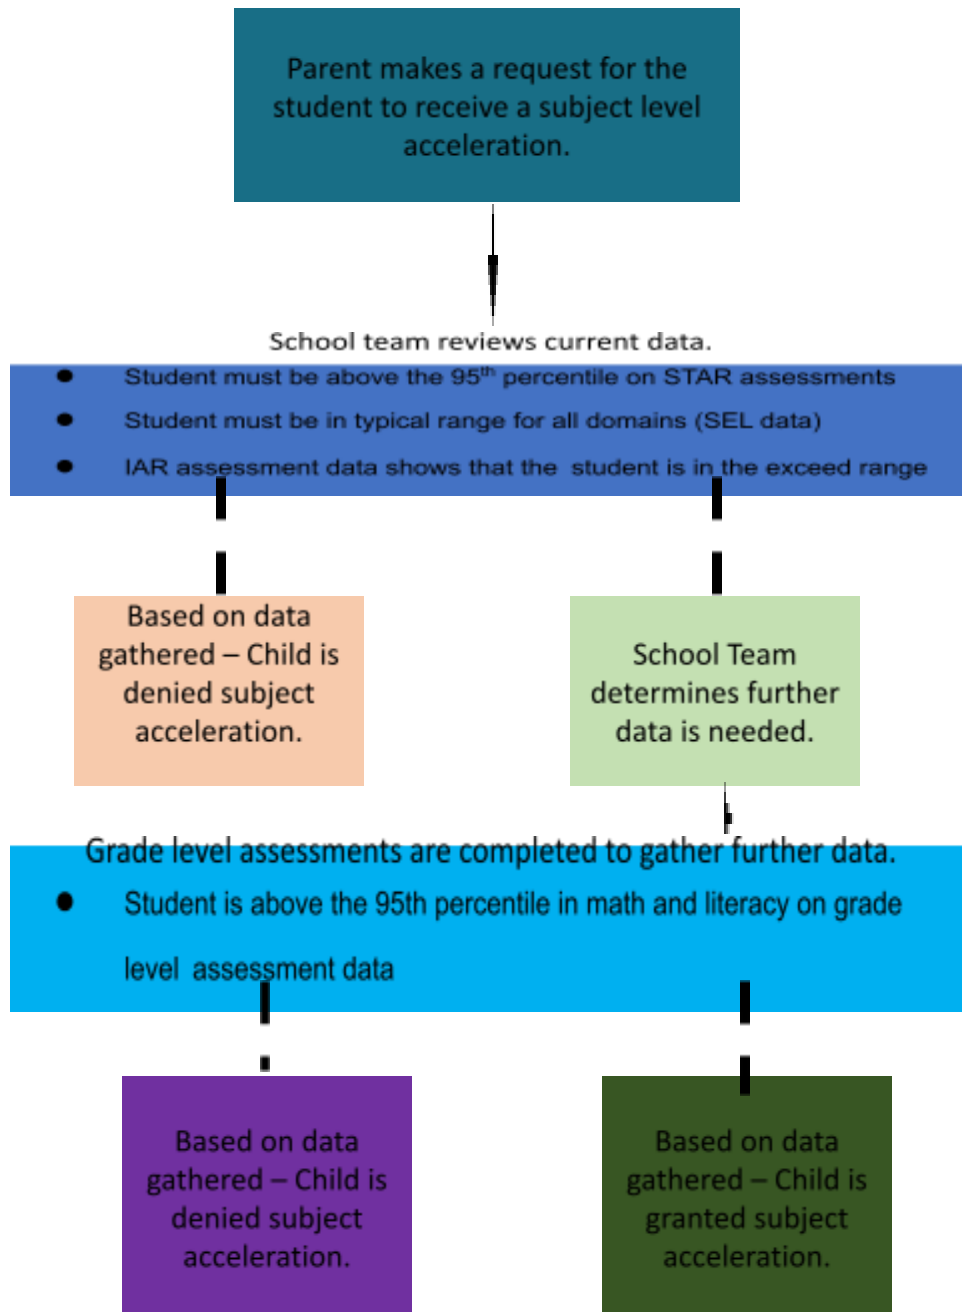 Parent makes a request for the
student to receive a subject level
acceleration.
School team reviews current data.
● Student must be above the 95th percentile on STAR assessments
● Student must be in typical range for all domains (SEL data)
● IAR assessment data shows that the student is in the exceed range
Based on data
gathered – Child is
denied subject
acceleration.
School Team
determines further
data is needed.
Grade level assessments are completed to gather further data.
● Student is above the 95th percentile in math and literacy on grade
level assessment data
Based on data
gathered – Child is
denied subject
acceleration.
Based on data
gathered – Child is
granted subject
acceleration.